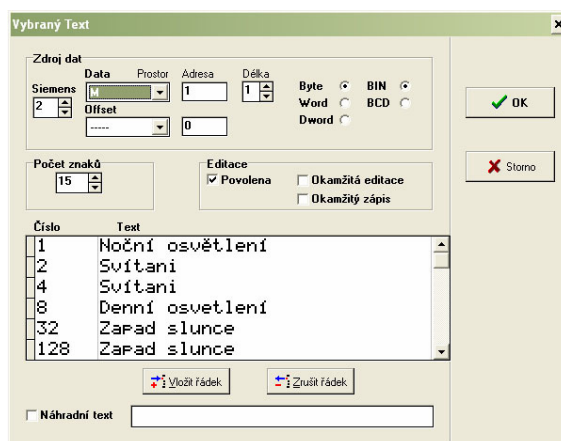 Vybraný Text
Zdroj dat
Data Prostor Adresa Délka
Siemens M 1 1 Byte BIN
2 Offset Word BCD
----- 0 Dword
OK
Počet znaků Editace
15 Povolena Okamžitá editace
Okamžitý zápis
Storno
Číslo Text
1 Noční osvětlení
2 Svítani
4 Svítani
8 Denní osvetlení
32 Zapad slunce
128 Zapad slunce
Vložit řádek Zrušit řádek
Náhradní text